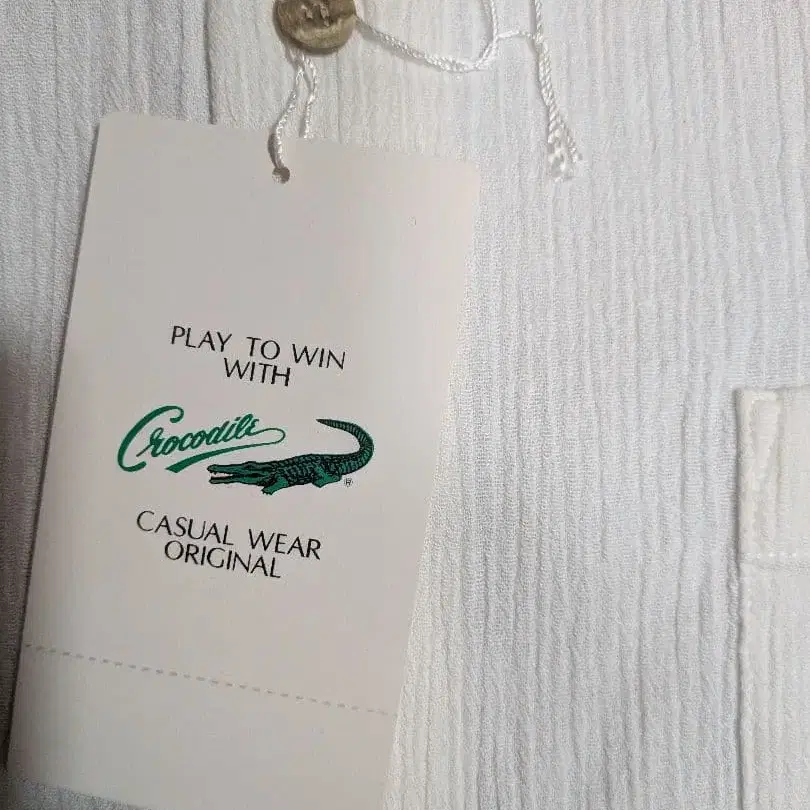 PLAY TO WIN
WITH
Crocodile
®
CASUAL WEAR
ORIGINAL